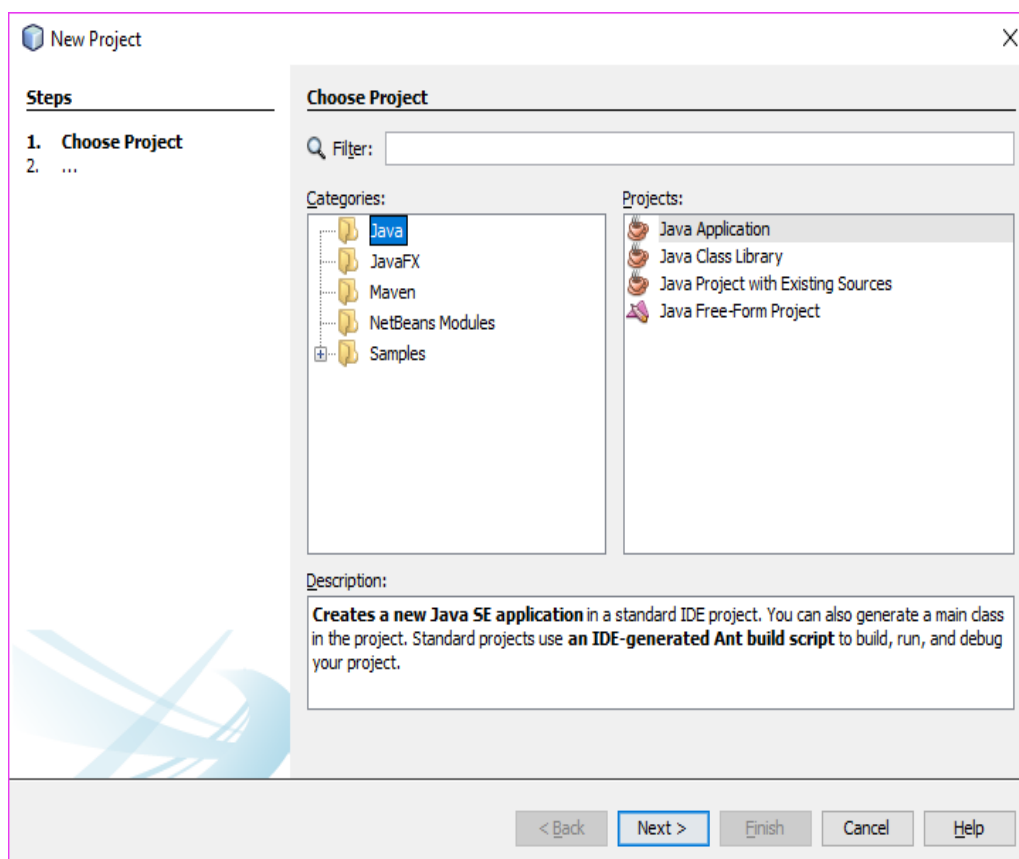 New Project
Steps
1. Choose Project
2. ...
Choose Project
Filter:
Categories:
Java
JavaFX
Maven
NetBeans Modules
Samples
Projects:
Java Application
Java Class Library
Java Project with Existing Sources
Java Free-Form Project
Description:
Creates a new Java SE application in a standard IDE project. You can also generate a main class
in the project. Standard projects use an IDE-generated Ant build script to build, run, and debug
your project.
< Back
Next >
Finish
Cancel
Help